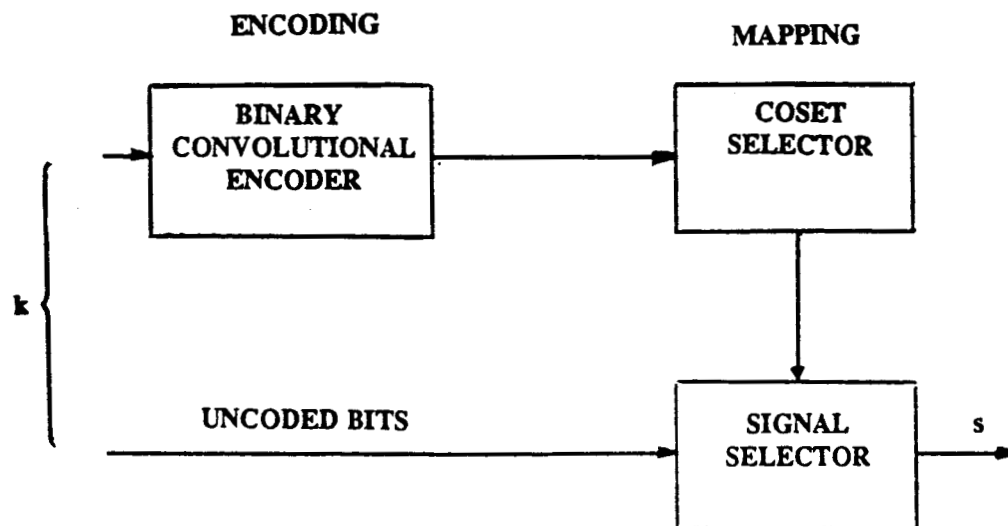 ENCODING
MAPPING
BINARY
CONVOLUTIONAL
ENCODER
COSET
SELECTOR
k
UNCODED BITS
SIGNAL
SELECTOR
s